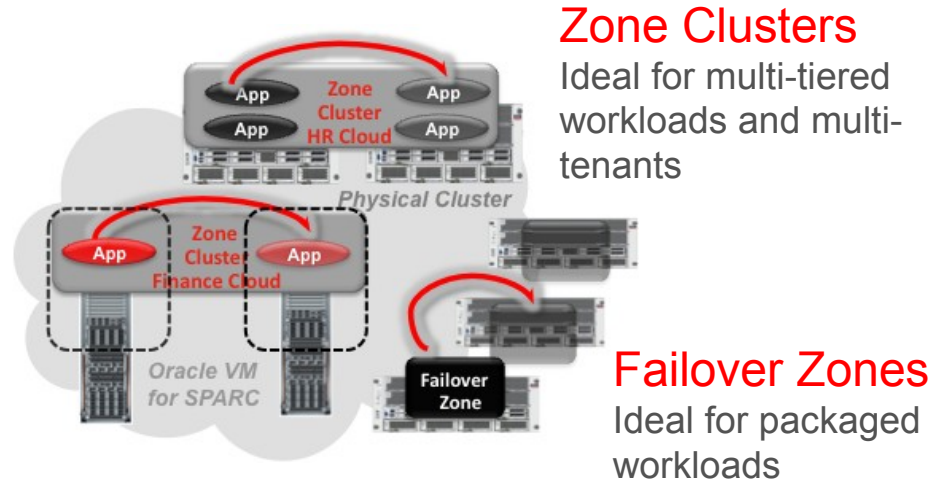 Zone Clusters
Ideal for multi-tiered
workloads and multi-
tenants
App
Zone
App
Cluster
App
HR Cloud
App
Physical Cluster
App
Zone
Cluster
Finance Cloud
App
Oracle VM
for SPARC
Failover
Zone
Failover Zones
Ideal for packaged
workloads